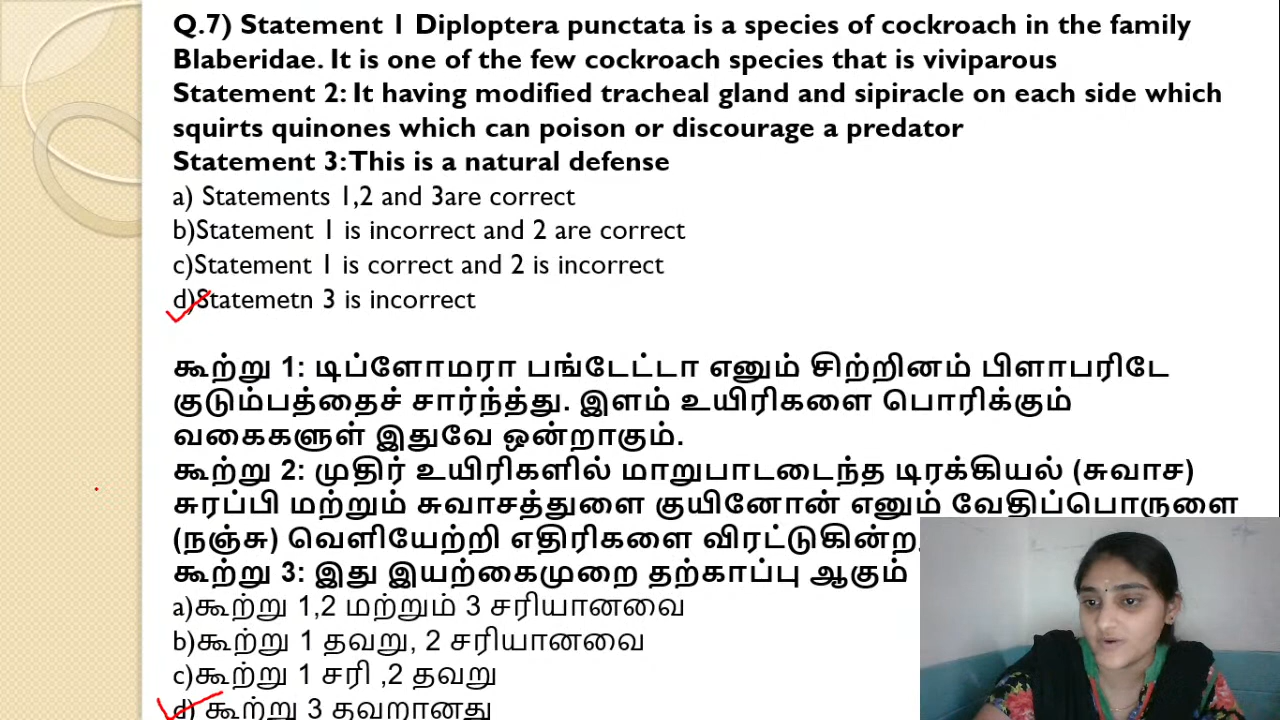 Q.7) Statement 1 Diploptera punctata is a species of cockroach in the family
Blaberidae. It is one of the few cockroach species that is viviparous
Statement 2: It having modified tracheal gland and sipiracle on each side which
squirts quinones which can poison or discourage a predator
Statement 3:This is a natural defense
a) Statements 1,2 and 3are correct
b)Statement 1 is incorrect and 2 are correct
c)Statement 1 is correct and 2 is incorrect
d)Statemetn 3 is incorrect
கூற்று 1: டிப்ளோமரா பங்டேட்டா எனும் சிற்றினம் பிளாபரிடே
குடும்பத்தைச் சார்ந்த்து. இளம் உயிரிகளை பொரிக்கும்
வகைகளுள் இதுவே ஒன்றாகும்.
கூற்று 2: முதிர் உயிரிகளில் மாறுபாடடைந்த டிரக்கியல் (சுவாச)
சுரப்பி மற்றும் சுவாசத்துளை குயினோன் எனும் வேதிப்பொருளை
(நஞ்சு) வெளியேற்றி எதிரிகளை
கூற்று 3: இது இயற்கைமுறை தற்காப்பு ஆகும்
a)கூற்று 1,2 மற்றும் 3 சரியானவை
b)கூற்று 1 தவறு, 2 சரியானவை
c)கூற்று 1 சரி ,2 தவறு
d) கூற்று 3 தவறானது